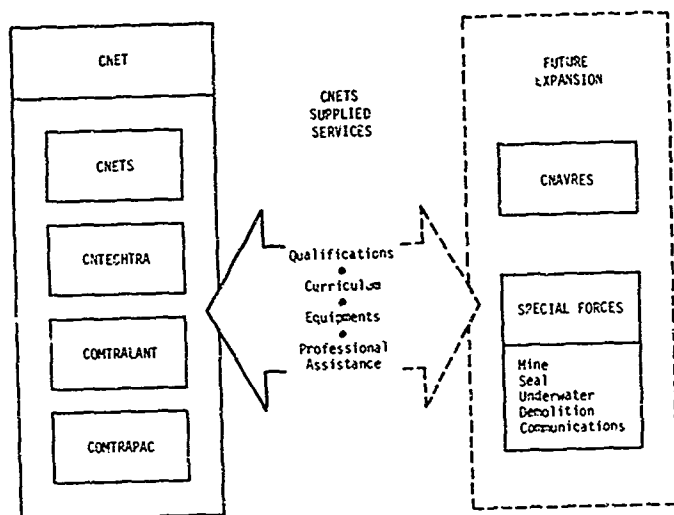 CNET
CNETS
CNTECHTRA
COMTRALANT
COMTRAPAC
CNETS
SUPPLIED
SERVICES
Qualifications
•
Curriculum
•
Equipments
•
Professional
Assistance
FUTURE
EXPANSION
CNAVRES
SPECIAL FORCES
Mine
Seal
Underwater
Demolition
Communications